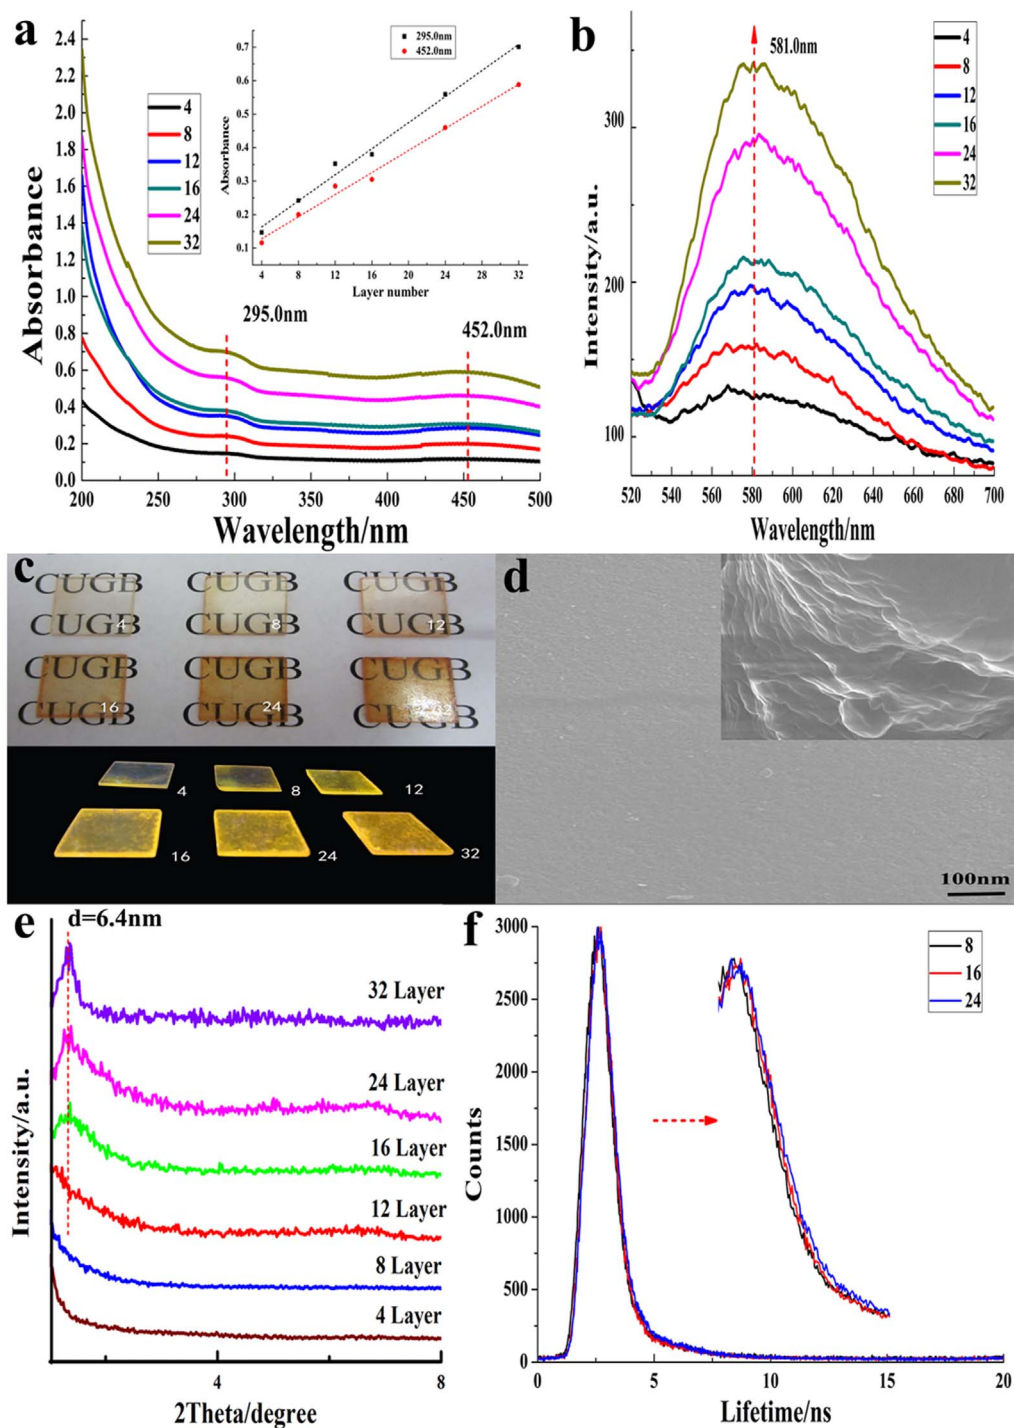 a
2.4
2.2
2.0
1.8
1.6
1.4
1.2
1.0
0.8
0.6
0.4
0.2
0.0
Absorbance
4
8
12
16
24
32
295.0nm
452.0nm
0.7
0.6
0.5
0.4
0.3
0.2
0.1
Absorbance
4 8 12 16 20 24 28 32
Layer number
295.0nm
452.0nm
200 250 300 350 400 450 500
Wavelength/nm
b
581.0nm
4
8
12
16
24
32
300
200
100
Intensity/a.u.
520 540 560 580 600 620 640 660 680 700
Wavelength/nm
c
CUGB CUGB CUGB
CUGB CUGB CUGB
4 8 12
CUGB CUGB CUGB
CUGB CUGB CUGB
16 24 32
4 8 12
16 24 32
d
100nm
e
d=6.4nm
32 Layer
24 Layer
16 Layer
12 Layer
8 Layer
4 Layer
Intensity/a.u.
2 4 6 8
2Theta/degree
f
3000
2500
2000
1500
1000
500
0
Counts
8
16
24
0 5 10 15 20
Lifetime/ns